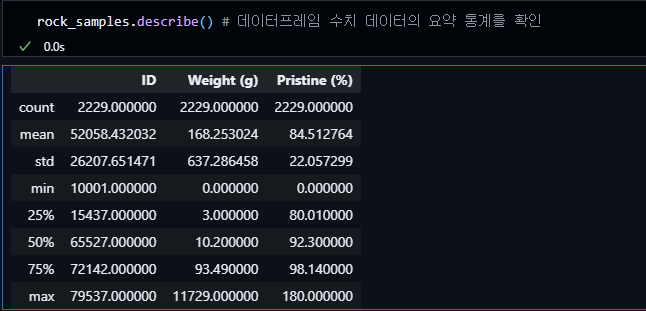 rock_samples.describe() # 데이터프레임 수치 데이터의 요약 통계를 확인
0.0s
ID Weight (g) Pristine (%)
count 2229.000000 2229.000000 2229.000000
mean 52058.432032 168.253024 84.512764
std 26207.651471 637.286458 22.057299
min 10001.000000 0.000000 0.000000
25% 15437.000000 3.000000 80.010000
50% 65527.000000 10.200000 92.300000
75% 72142.000000 93.490000 98.140000
max 79537.000000 11729.000000 180.000000